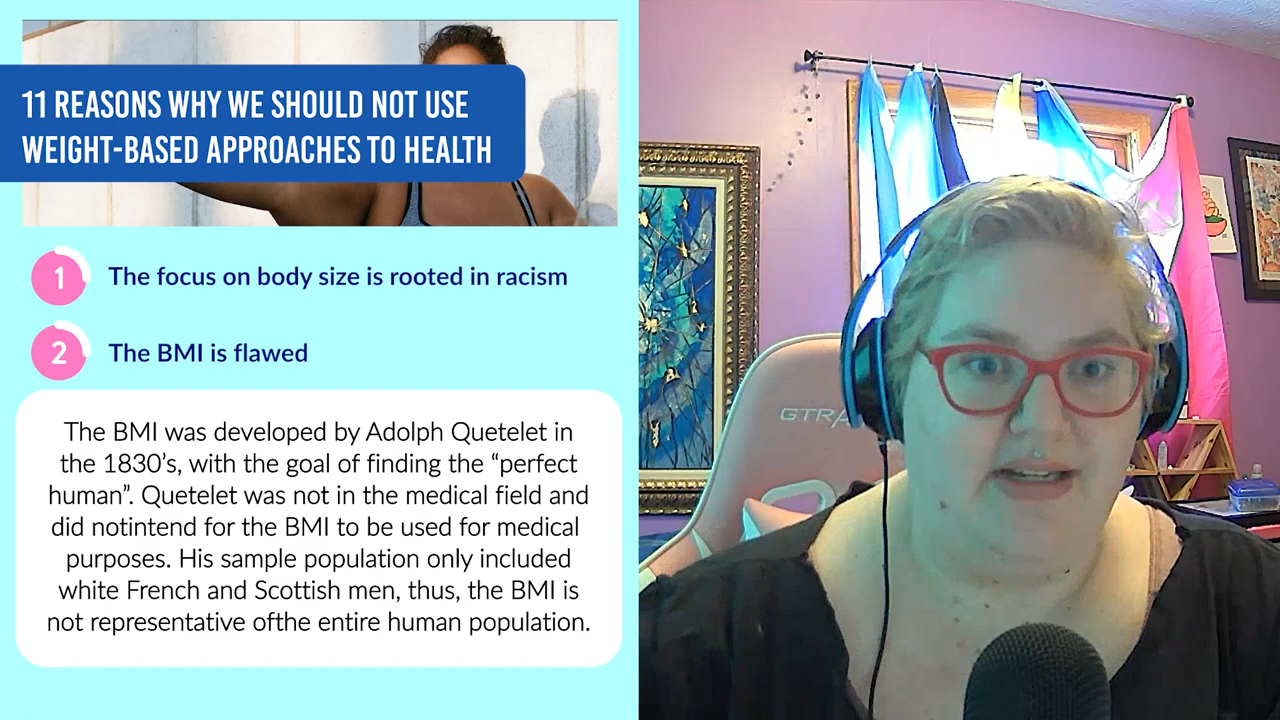 11 REASONS WHY WE SHOULD NOT USE
WEIGHT-BASED APPROACHES TO HEALTH
1 The focus on body size is rooted in racism
2 The BMI is flawed
The BMI was developed by Adolph Quetelet in
the 1830's, with the goal of finding the “perfect
human”. Quetelet was not in the medical field and
did notintend for the BMI to be used for medical
purposes. His sample population only included
white French and Scottish men, thus, the BMI is
not representative ofthe entire human population.